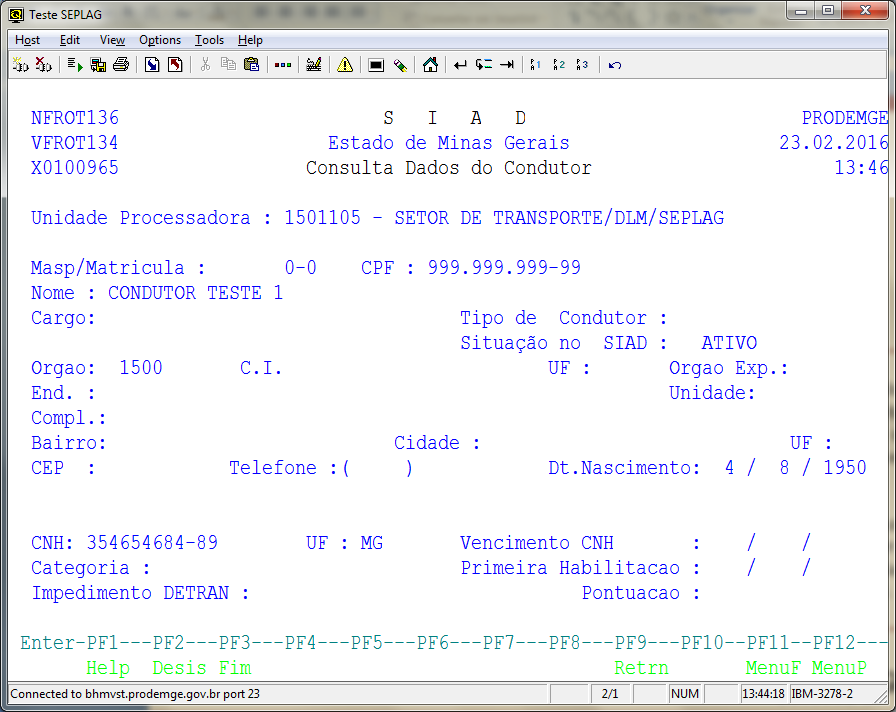 Teste SEPLAG
Host Edit View Options Tools Help
NFROT136 S I A D PRODEMGE
VFROT134 Estado de Minas Gerais 23.02.2016
X0100965 Consulta Dados do Condutor 13:46
Unidade Processadora : 1501105 - SETOR DE TRANSPORTE/DLM/SEPLAG
Masp/Matricula : 0-0 CPF : 999.999.999-99
Nome : CONDUTOR TESTE 1
Cargo: Tipo de Condutor :
Situação no SIAD : ATIVO
Orgao: 1500 C.I. UF : Orgao Exp.:
End. : Unidade:
Compl.:
Bairro: Cidade : UF :
CEP : Telefone :( ) Dt.Nascimento: 4 / 8 / 1950
CNH: 354654684-89 UF : MG Vencimento CNH : / /
Categoria : Primeira Habilitacao : / /
Impedimento DETRAN : Pontuacao :
Enter-PF1---PF2---PF3---PF4---PF5---PF6---PF7---PF8---PF9---PF10--PF11--PF12---
Help Desis Fim Retrn MenuF MenuP
Connected to bhmvst.prodemge.gov.br port 23 2/1 NUM 13:44:18 IBM-3278-2